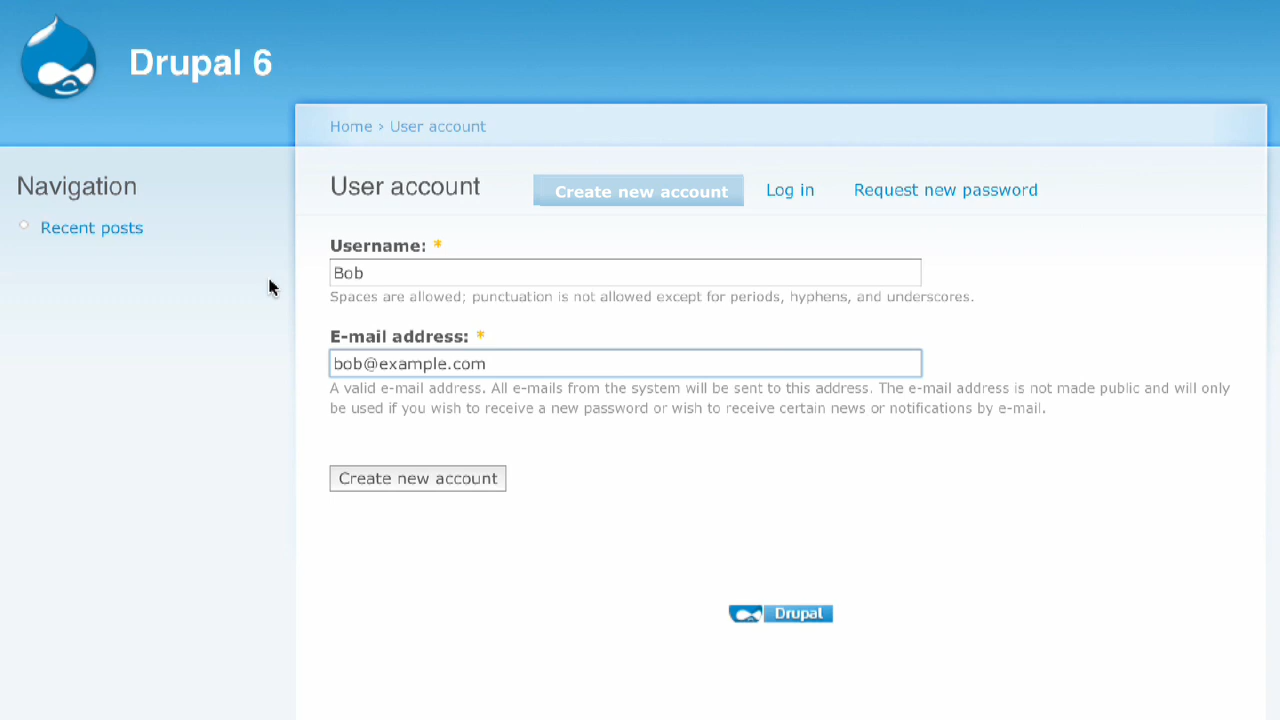 Drupal 6
Home › User account
Navigation
Recent posts
User account
Create new account
Log in
Request new password
Username: *
Bob
Spaces are allowed; punctuation is not allowed except for periods, hyphens, and underscores.
E-mail address: *
bob@example.com
A valid e-mail address. All e-mails from the system will be sent to this address. The e-mail address is not made public and will only
be used if you wish to receive a new password or wish to receive certain news or notifications by e-mail.
Create new account
Drupal